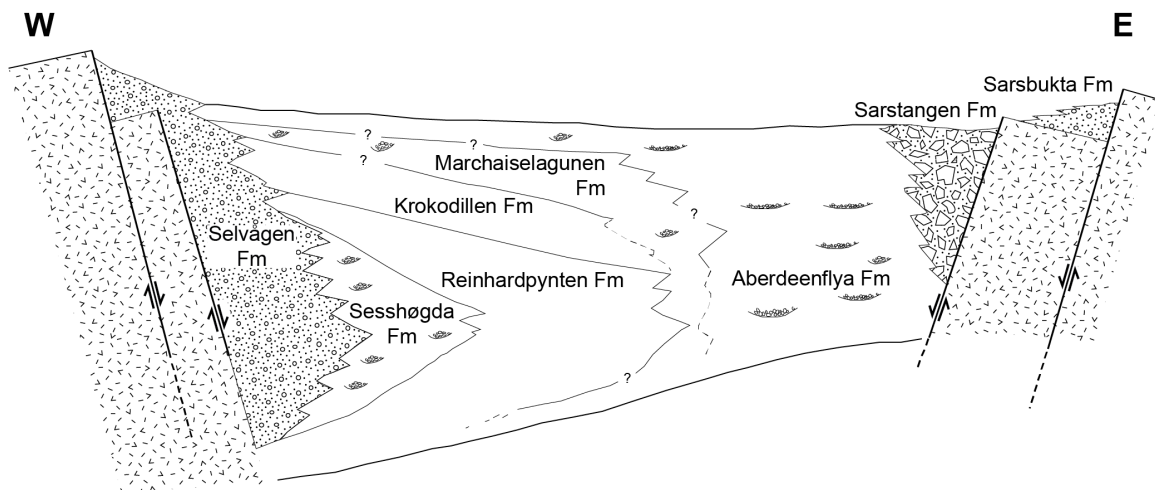 W
E
Sarsbukta Fm
Sarstangen Fm
?
?
?
Marchaiselagunen
Fm
Krokodillen Fm
?
Selvågen
Fm
Reinhardpynten Fm
Aberdeenflya Fm
Sesshøgda
Fm
?